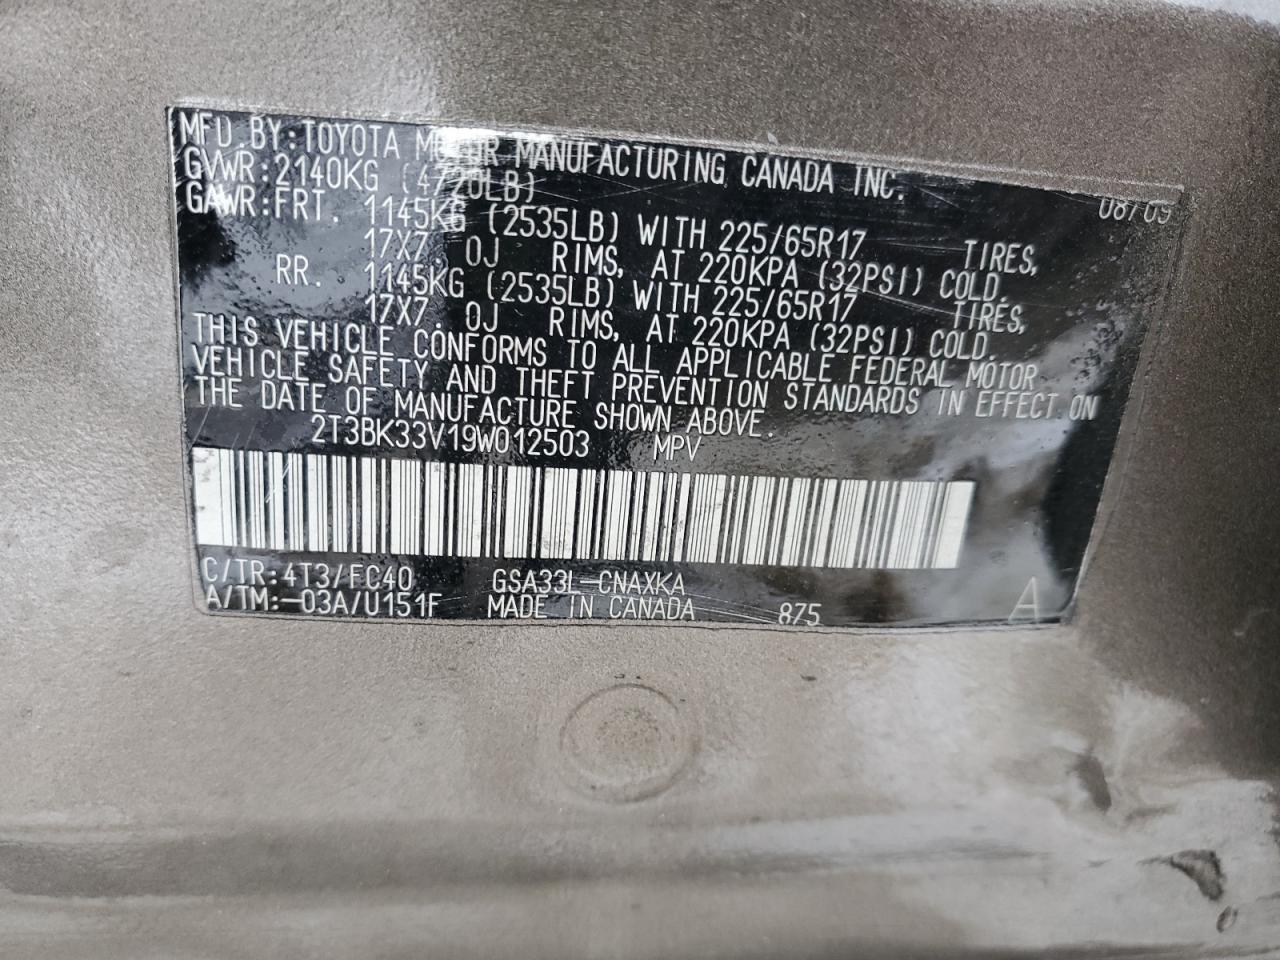 MFD.BY:TOYOTA MOTOR MANUFACTURING CANADA INC.
GVWR:2140KG (4720LB) 08/09
GAWR:FRT. 1145KG (2535LB) WITH 225/65R17 TIRES,
17X7.0J RIMS, AT 220KPA (32PSI) COLD.
RR. 1145KG (2535LB) WITH 225/65R17 TIRES,
17X7.0J RIMS, AT 220KPA (32PSI) COLD.
THIS VEHICLE CONFORMS TO ALL APPLICABLE FEDERAL MOTOR
VEHICLE SAFETY AND THEFT PREVENTION STANDARDS IN EFFECT ON
THE DATE OF MANUFACTURE SHOWN ABOVE.
2T3BK33V19W012503 MPV
C/TR:4T3/FC40 GSA33L-CNAXKA
A/TM:-03A/U151F MADE IN CANADA 875 A